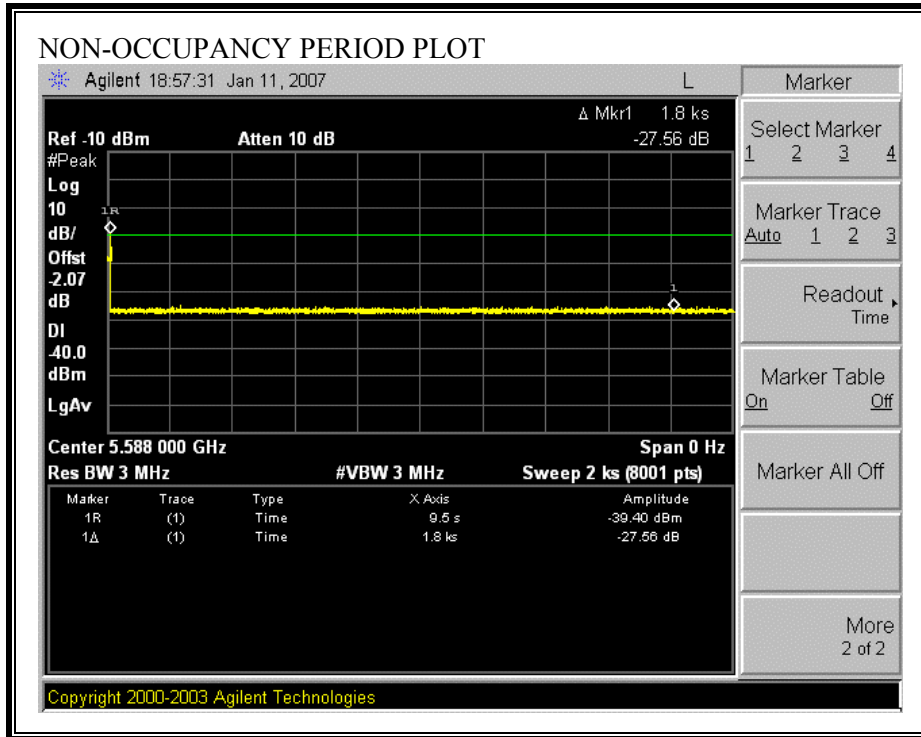 NON-OCCUPANCY PERIOD PLOT
Agilent 18:57:31 Jan 11, 2007 L
Marker
Δ Mkr1 1.8 ks
Ref -10 dBm Atten 10 dB -27.56 dB
#Peak
Log
10
dB/
Offst
-2.07
dB
DI
-40.0
dBm
LgAv
1R
1
Center 5.588 000 GHz Span 0 Hz
Res BW 3 MHz #VBW 3 MHz Sweep 2 ks (8001 pts)
Marker Trace Type X Axis Amplitude
1R (1) Time 9.5 s -39.40 dBm
1Δ (1) Time 1.8 ks -27.56 dB
Select Marker
1 2 3 4
Marker Trace
Auto 1 2 3
Readout
Time
Marker Table
On Off
Marker All Off
More
2 of 2
Copyright 2000-2003 Agilent Technologies